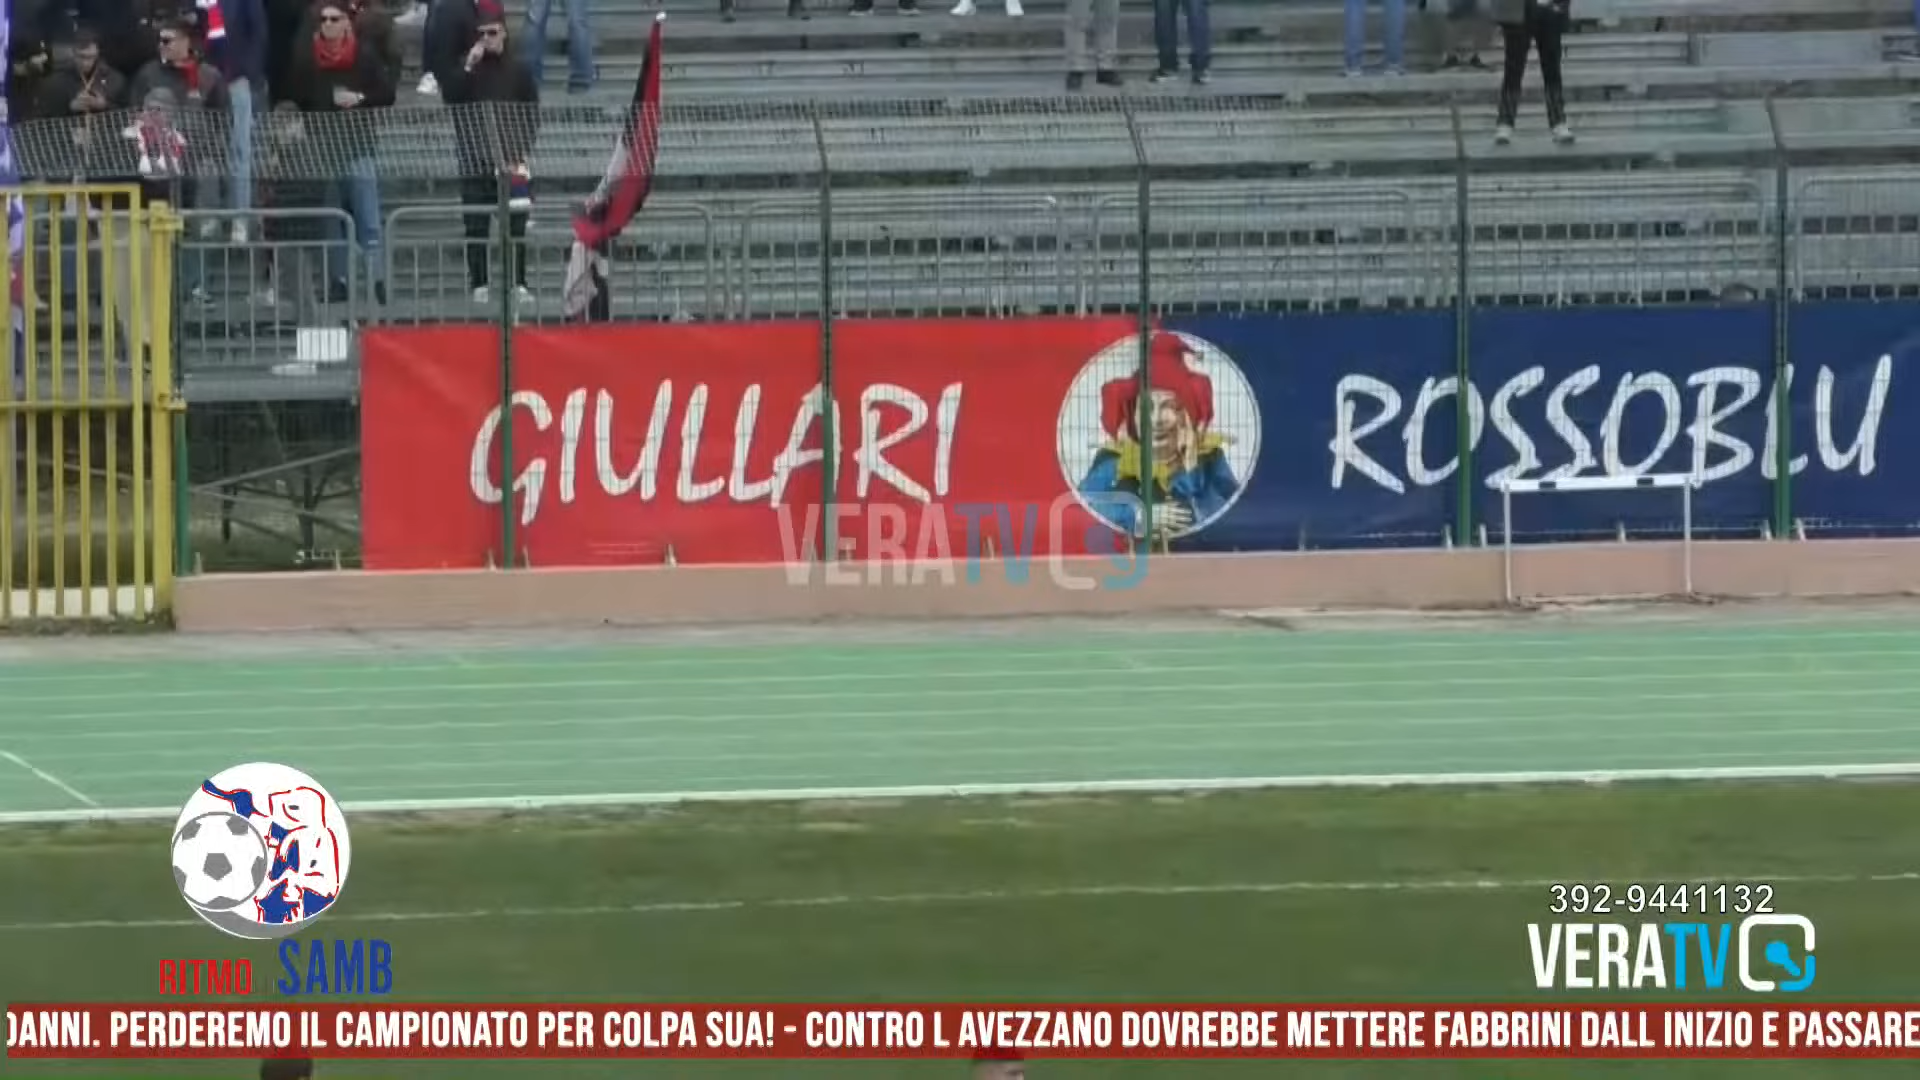 GIULLARI ROSSOBLU
VERATV
392-9441132
VERATV
RITMO SAMB
DANNI. PERDEREMO IL CAMPIONATO PER COLPA SUA! - CONTRO L AVEZZANO DOVREBBE METTERE FABBRINI DALL INIZIO E PASSARE